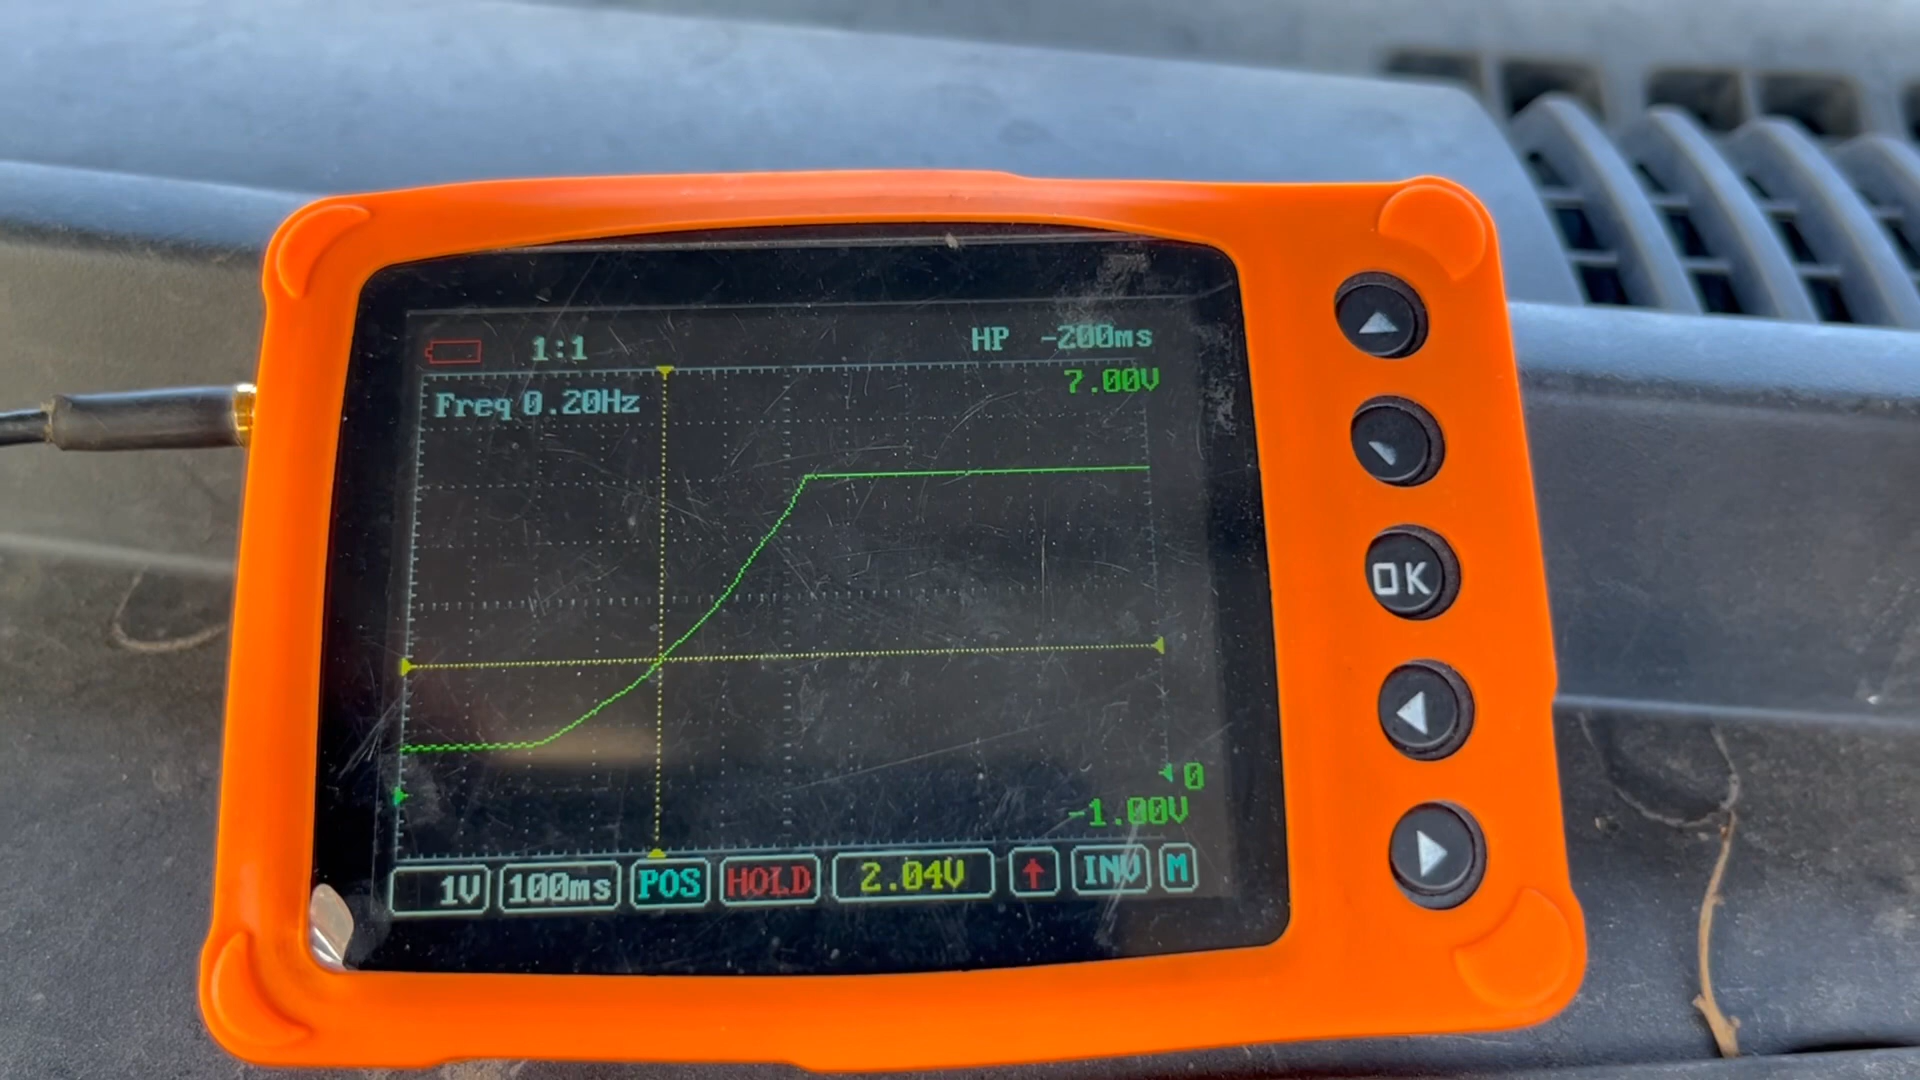 1:1 HP -200ms
7.00V
Freq 0.20Hz
OK
0
-1.00V
1V 100ms POS HOLD 2.04V INV M